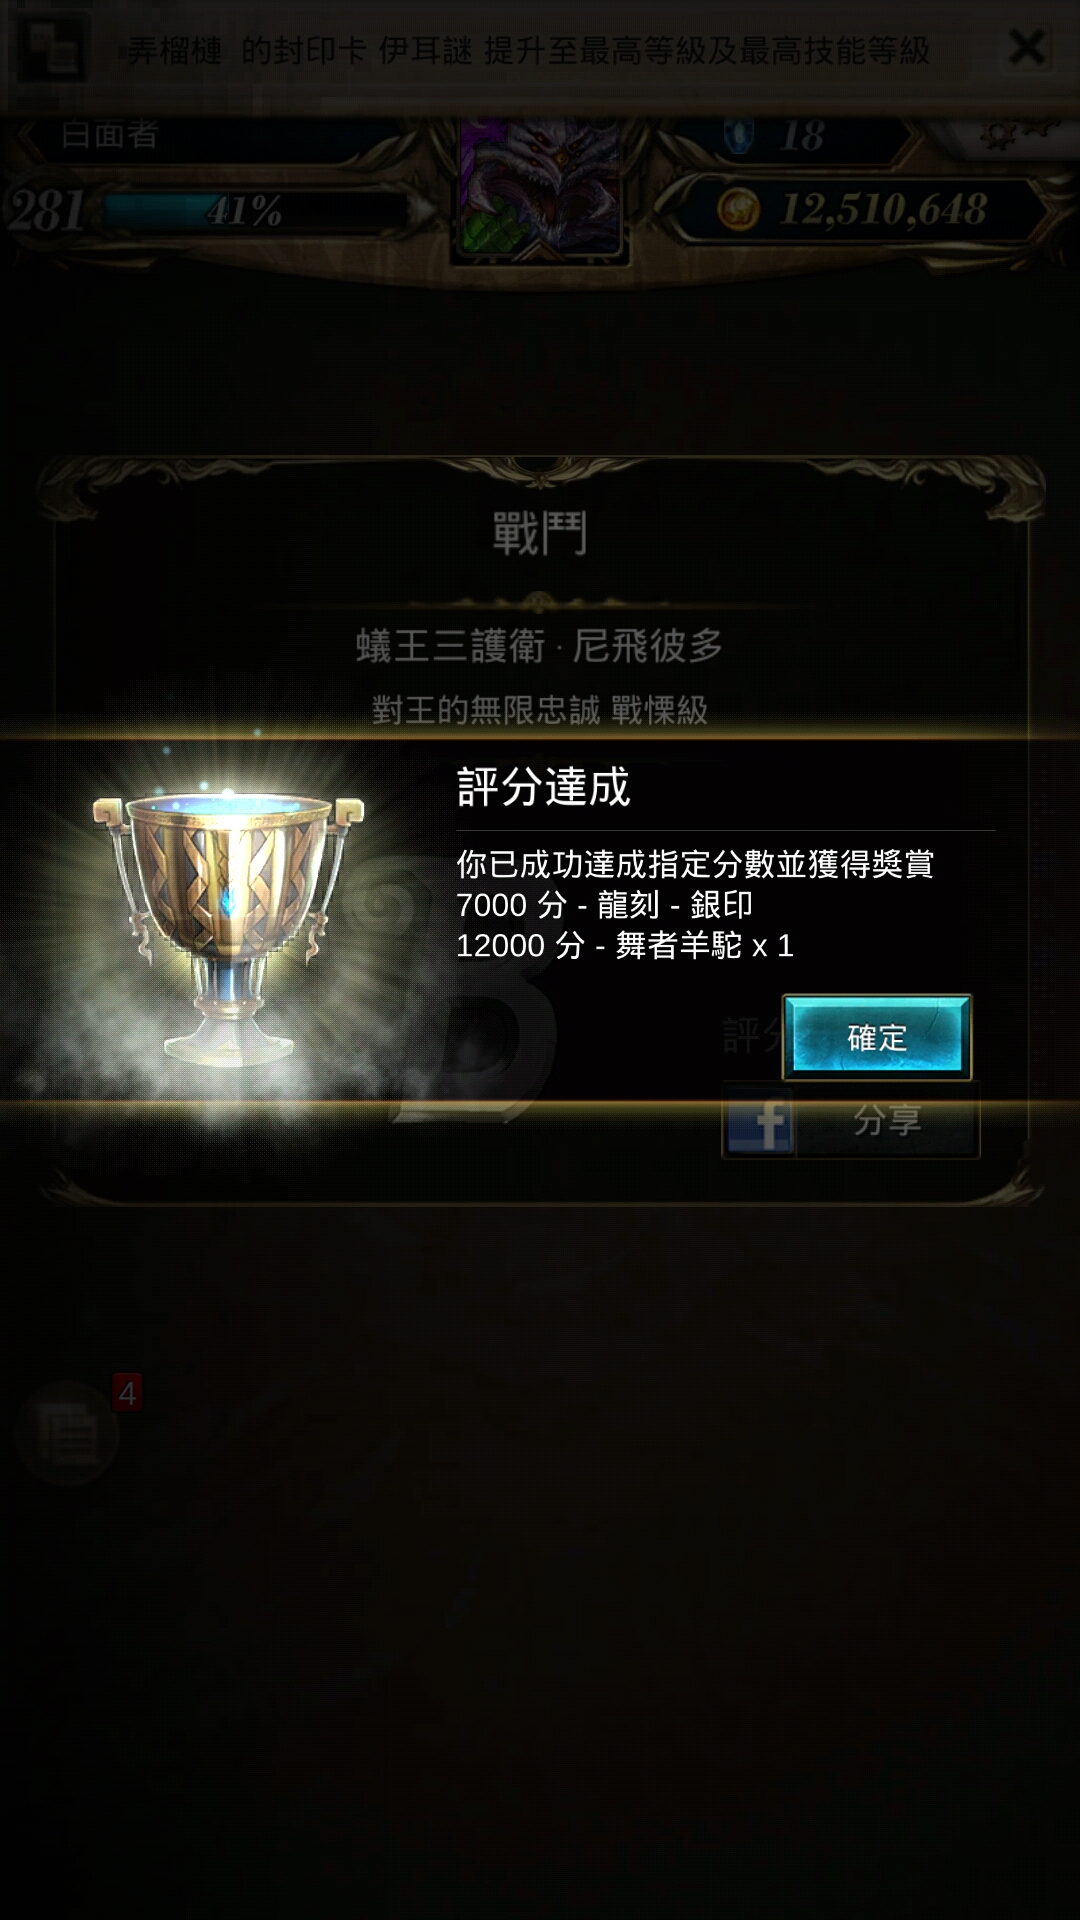 弄榴槤 的封印卡 伊耳謎 提升至最高等級及最高技能等級
白面者
18
281
41%
12,510,648
戰鬥
蟻王三護衛 · 尼飛彼多
對王的無限忠誠 戰慄級
評分達成
你已成功達成指定分數並獲得獎賞
7000 分 - 龍刻 - 銀印
12000 分 - 舞者羊駝 x 1
B
評分
確定
f 分享
4